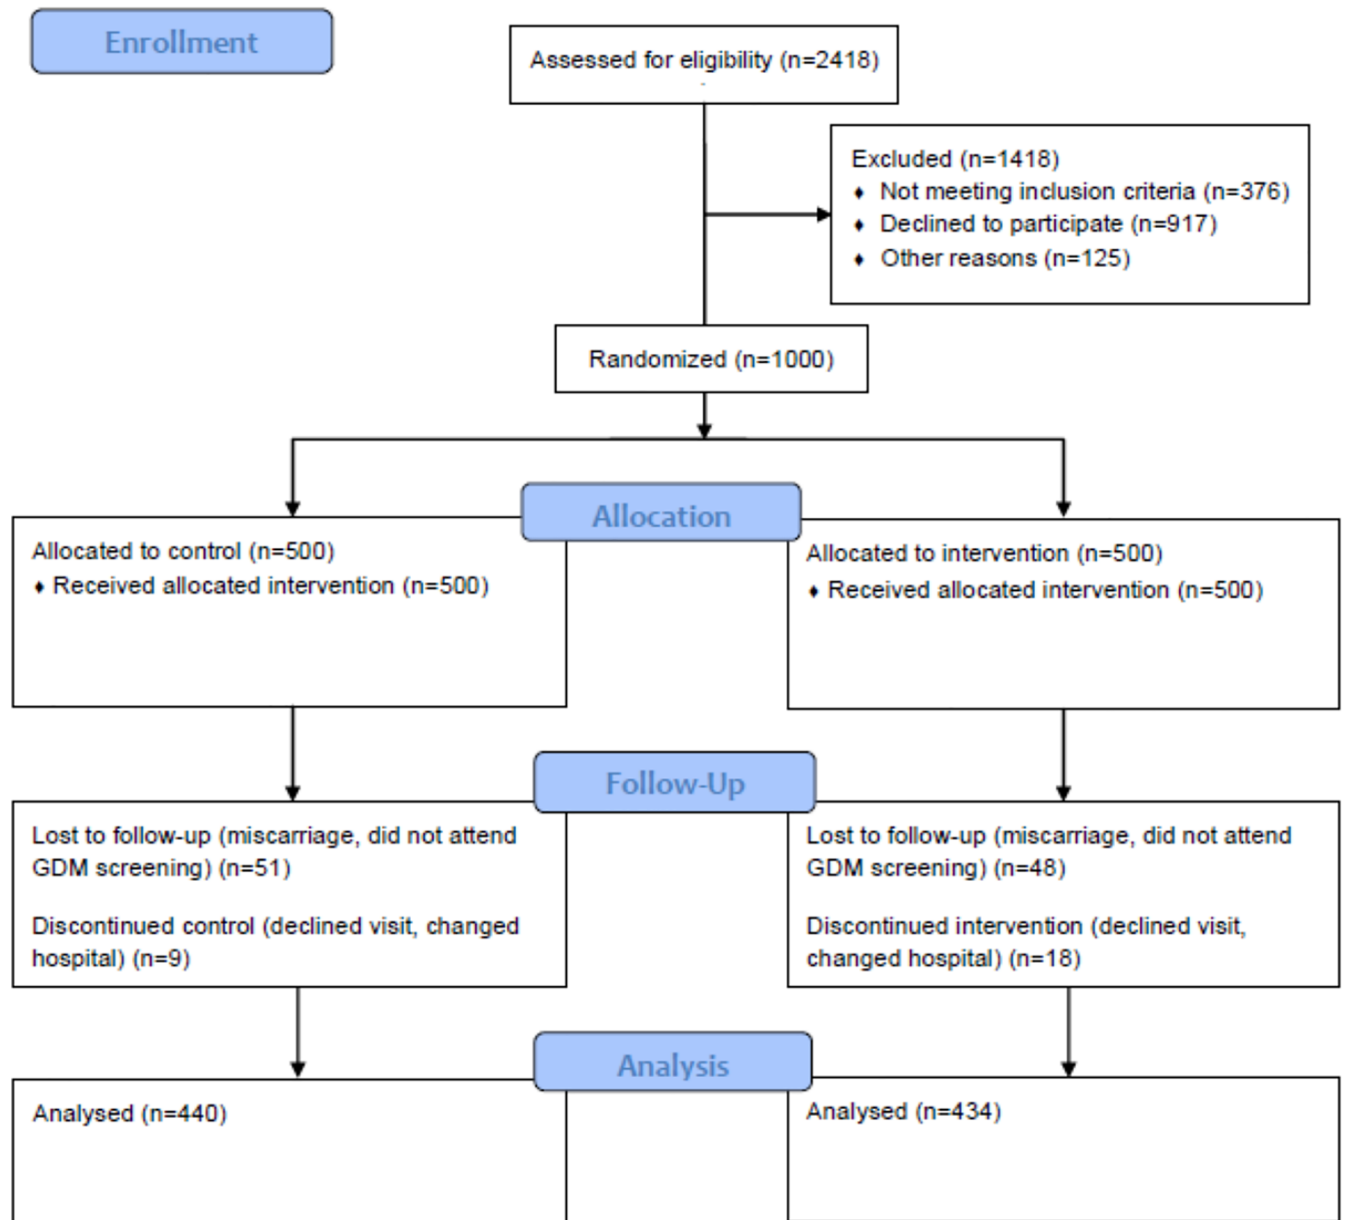 Enrollment
Assessed for eligibility (n=2418)
Excluded (n=1418)
♦ Not meeting inclusion criteria (n=376)
♦ Declined to participate (n=917)
♦ Other reasons (n=125)
Randomized (n=1000)
Allocation
Allocated to control (n=500)
♦ Received allocated intervention (n=500)
Allocated to intervention (n=500)
♦ Received allocated intervention (n=500)
Follow-Up
Lost to follow-up (miscarriage, did not attend
GDM screening) (n=51)
Discontinued control (declined visit, changed
hospital) (n=9)
Lost to follow-up (miscarriage, did not attend
GDM screening) (n=48)
Discontinued intervention (declined visit,
changed hospital) (n=18)
Analysis
Analysed (n=440)
Analysed (n=434)